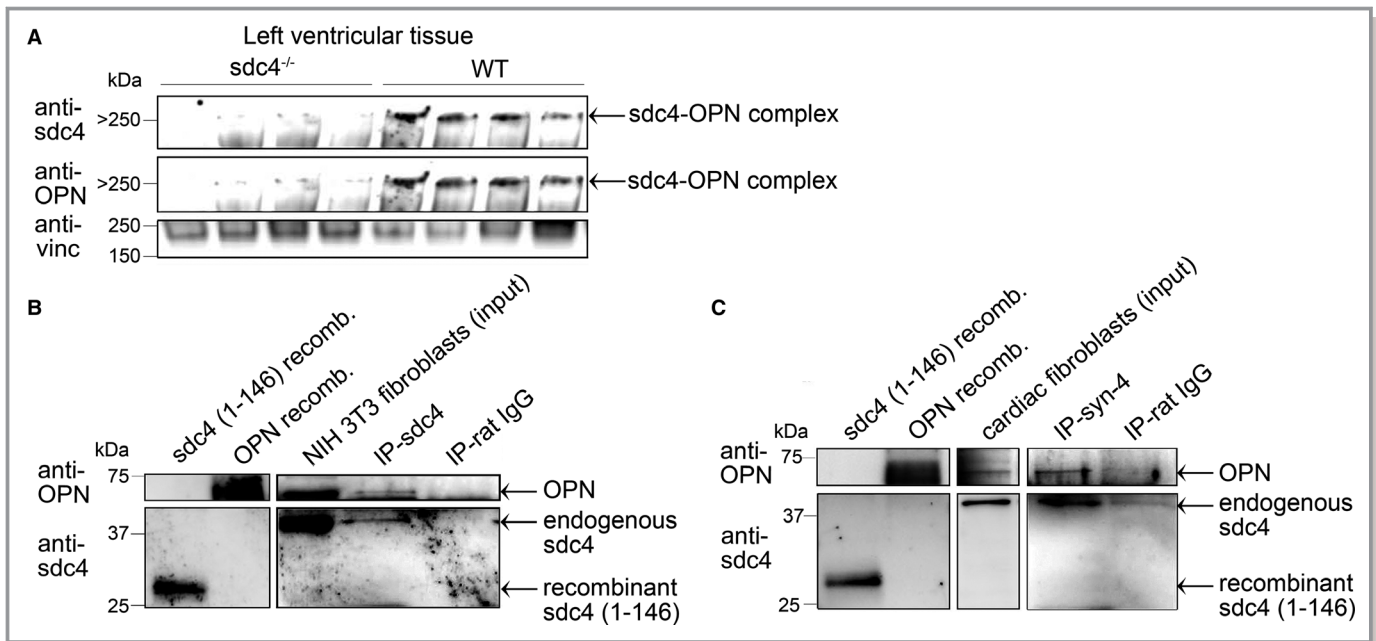 A
Left ventricular tissue
sdc4-/-
WT
kDa
anti-
sdc4
>250
sdc4-OPN complex
anti-
OPN
>250
sdc4-OPN complex
anti-
vinc
250
150
B
sdc4 (1-146) recomb.
OPN recomb.
NIH 3T3 fibroblasts (input)
IP-sdc4
IP-rat IgG
kDa
anti-
OPN
75
OPN
anti-
sdc4
37
25
endogenous
sdc4
recombinant
sdc4 (1-146)
C
sdc4 (1-146) recomb.
OPN recomb.
cardiac fibroblasts (input)
IP-syn-4
IP-rat IgG
kDa
anti-
OPN
75
OPN
anti-
sdc4
37
25
endogenous
sdc4
recombinant
sdc4 (1-146)